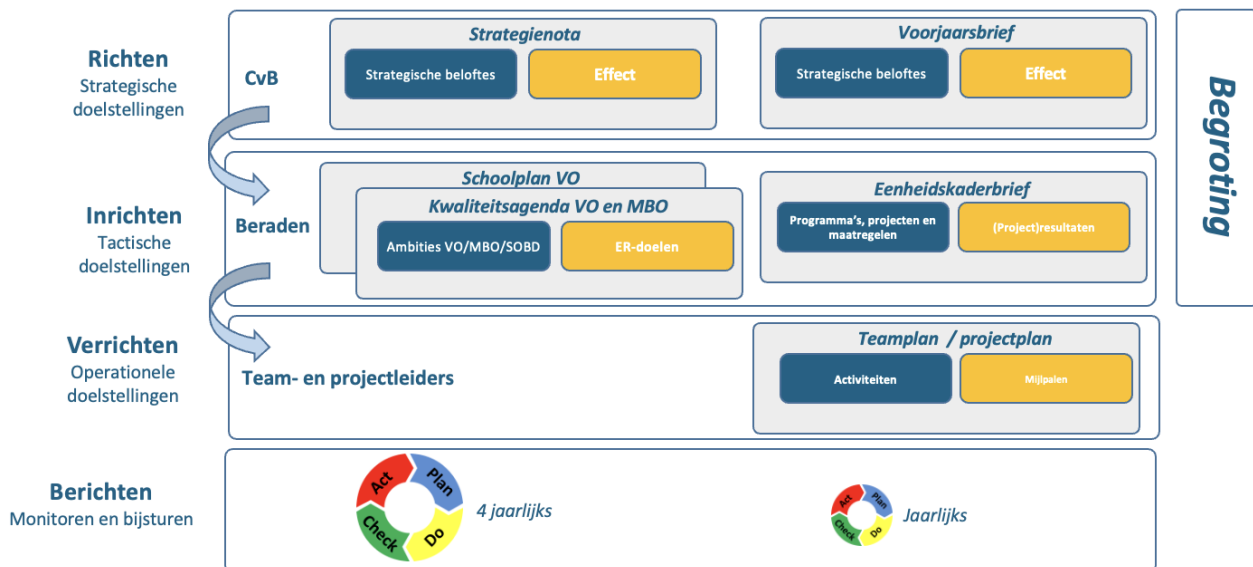 Richten
Strategische
doelstellingen
CvB
Strategienota
Strategische beloftes
Effect
Voorjaarsbrief
Strategische beloftes
Effect
Begroting
Inrichten
Tactische
doelstellingen
Beraden
Schoolplan VO
Kwaliteitsagenda VO en MBO
Ambities VO/MBO/SOBD
ER-doelen
Eenheidskaderbrief
Programma's, projecten en
maatregelen
(Project)resultaten
Verrichten
Operationele
doelstellingen
Team- en projectleiders
Teamplan / projectplan
Activiteiten
Mijlpalen
Berichten
Monitoren en bijsturen
Act
Plan
Check
Do
4 jaarlijks
Act
Plan
Check
Do
Jaarlijks